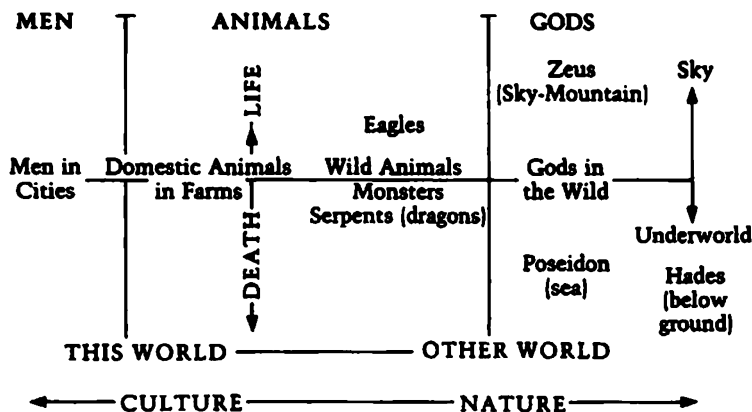 MEN ANIMALS GODS
Zeus Sky
(Sky-Mountain)
LIFE
Eagles
Men in Domestic Animals Wild Animals Gods in
Cities in Farms Monsters the Wild
Serpents (dragons)
DEATH
Underworld
Poseidon Hades
(sea) (below
ground)
THIS WORLD OTHER WORLD
CULTURE NATURE